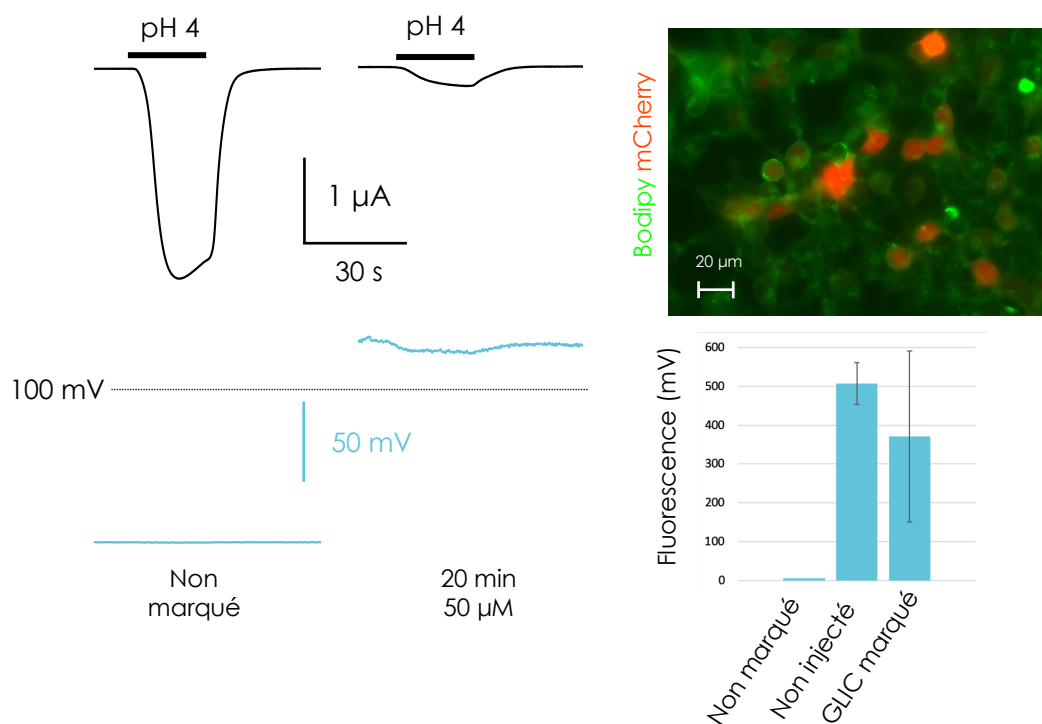 pH 4
pH 4
1 µA
30 s
100 mV
50 mV
Non
marqué
20 min
50 µM
Bodipy mCherry
20 µm
Fluorescence (mV)
600
500
400
300
200
100
0
Non marqué
Non injecté
GLIC marqué